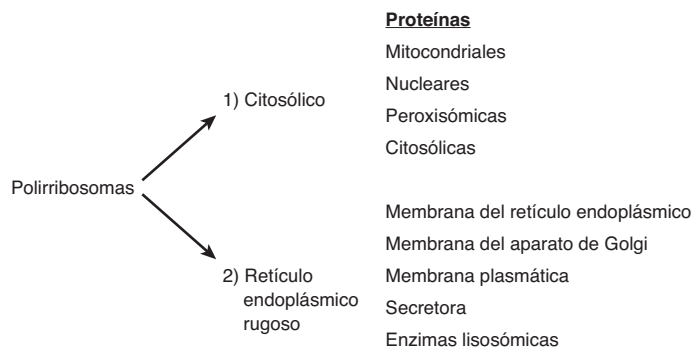 Proteínas
Mitocondriales
Nucleares
Peroxisómicas
Citosólicas
1) Citosólico
Polirribosomas
2) Retículo
endoplásmico
rugoso
Membrana del retículo endoplásmico
Membrana del aparato de Golgi
Membrana plasmática
Secretora
Enzimas lisosómicas